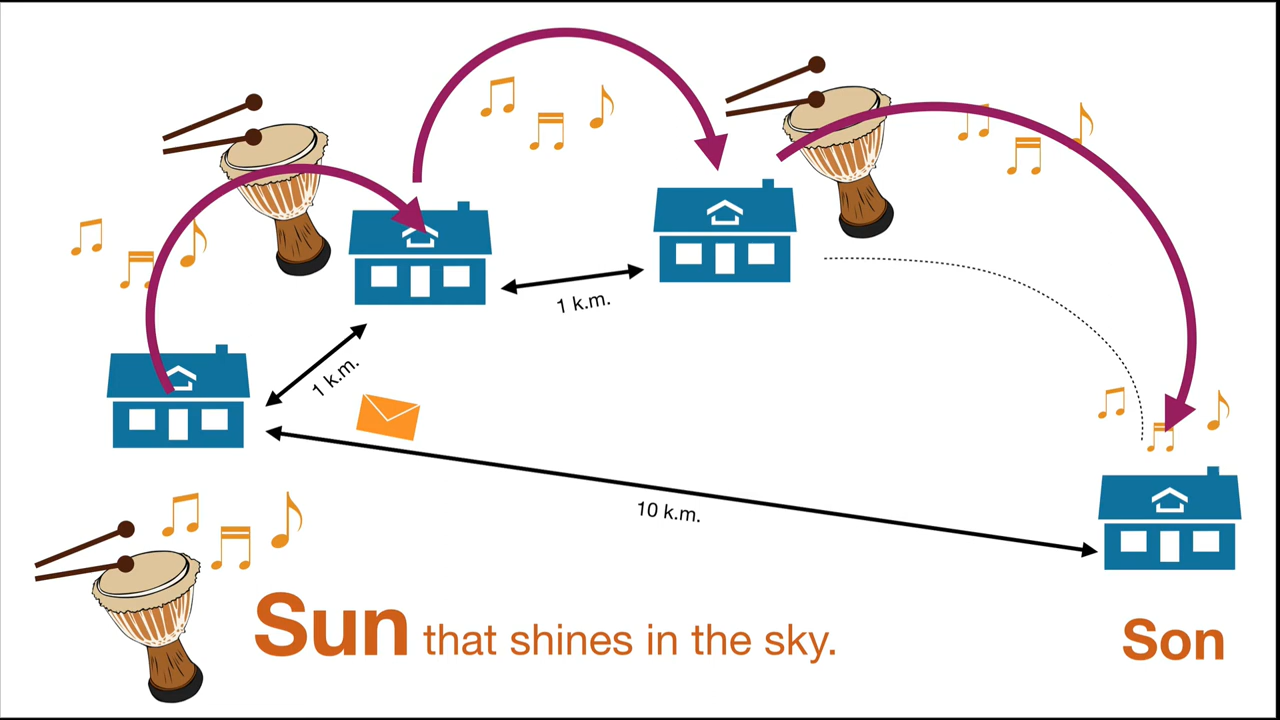 1 k.m.
1 k.m.
10 k.m.
Sun that shines in the sky.
Son